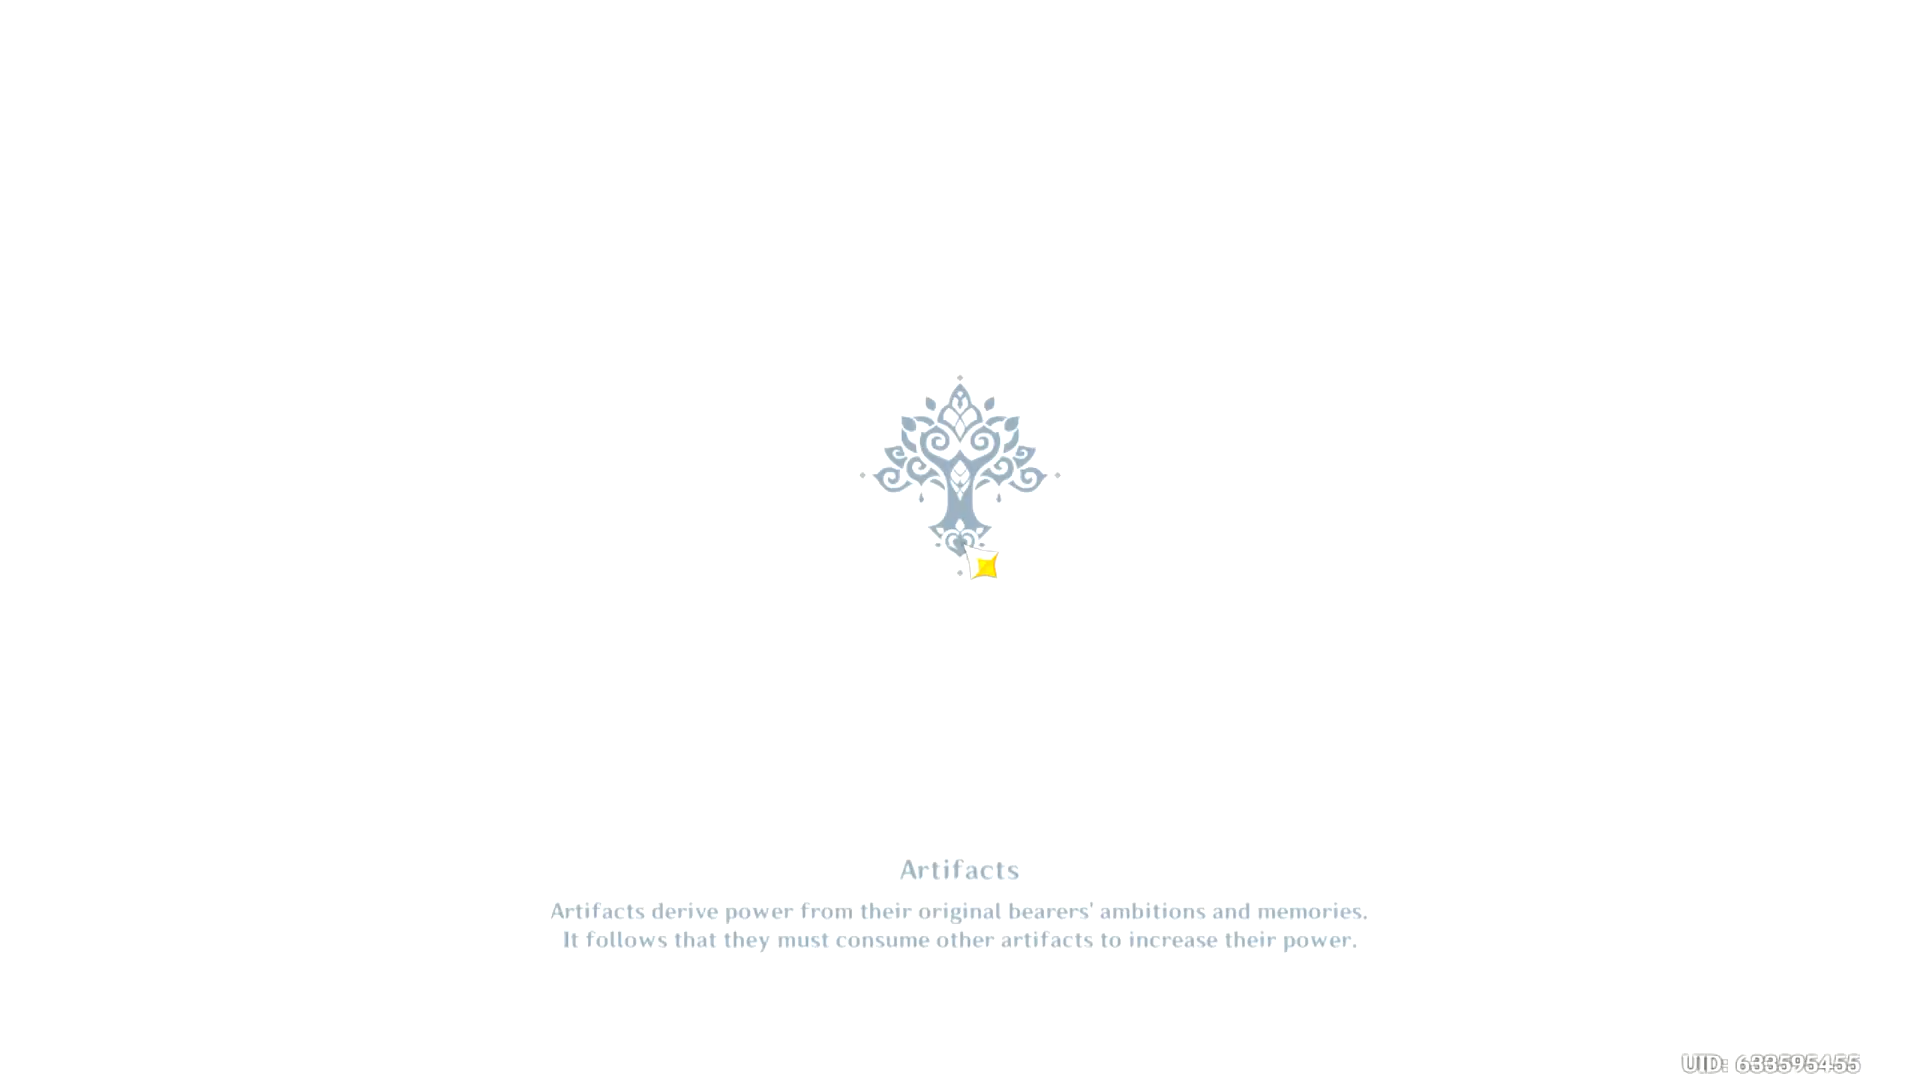 Artifacts
Artifacts derive power from their original bearers' ambitions and memories.
It follows that they must consume other artifacts to increase their power.
UID: 633595455